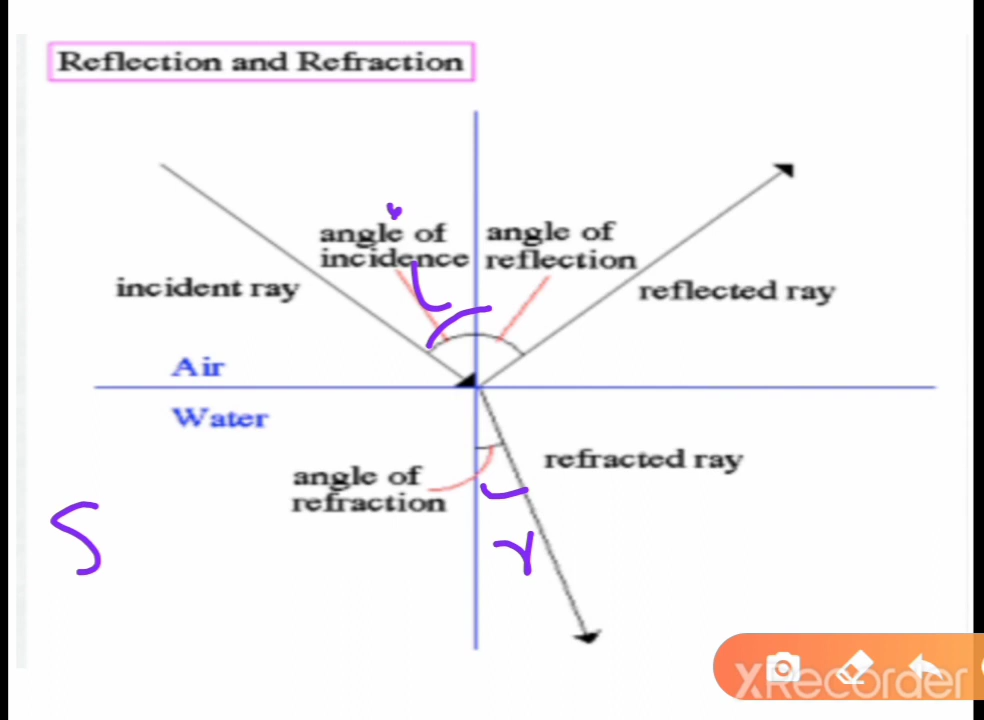 Reflection and Refraction
angle of
incidence
angle of
reflection
incident ray
reflected ray
i
Air
Water
refracted ray
angle of
refraction
S
r
XRecorder